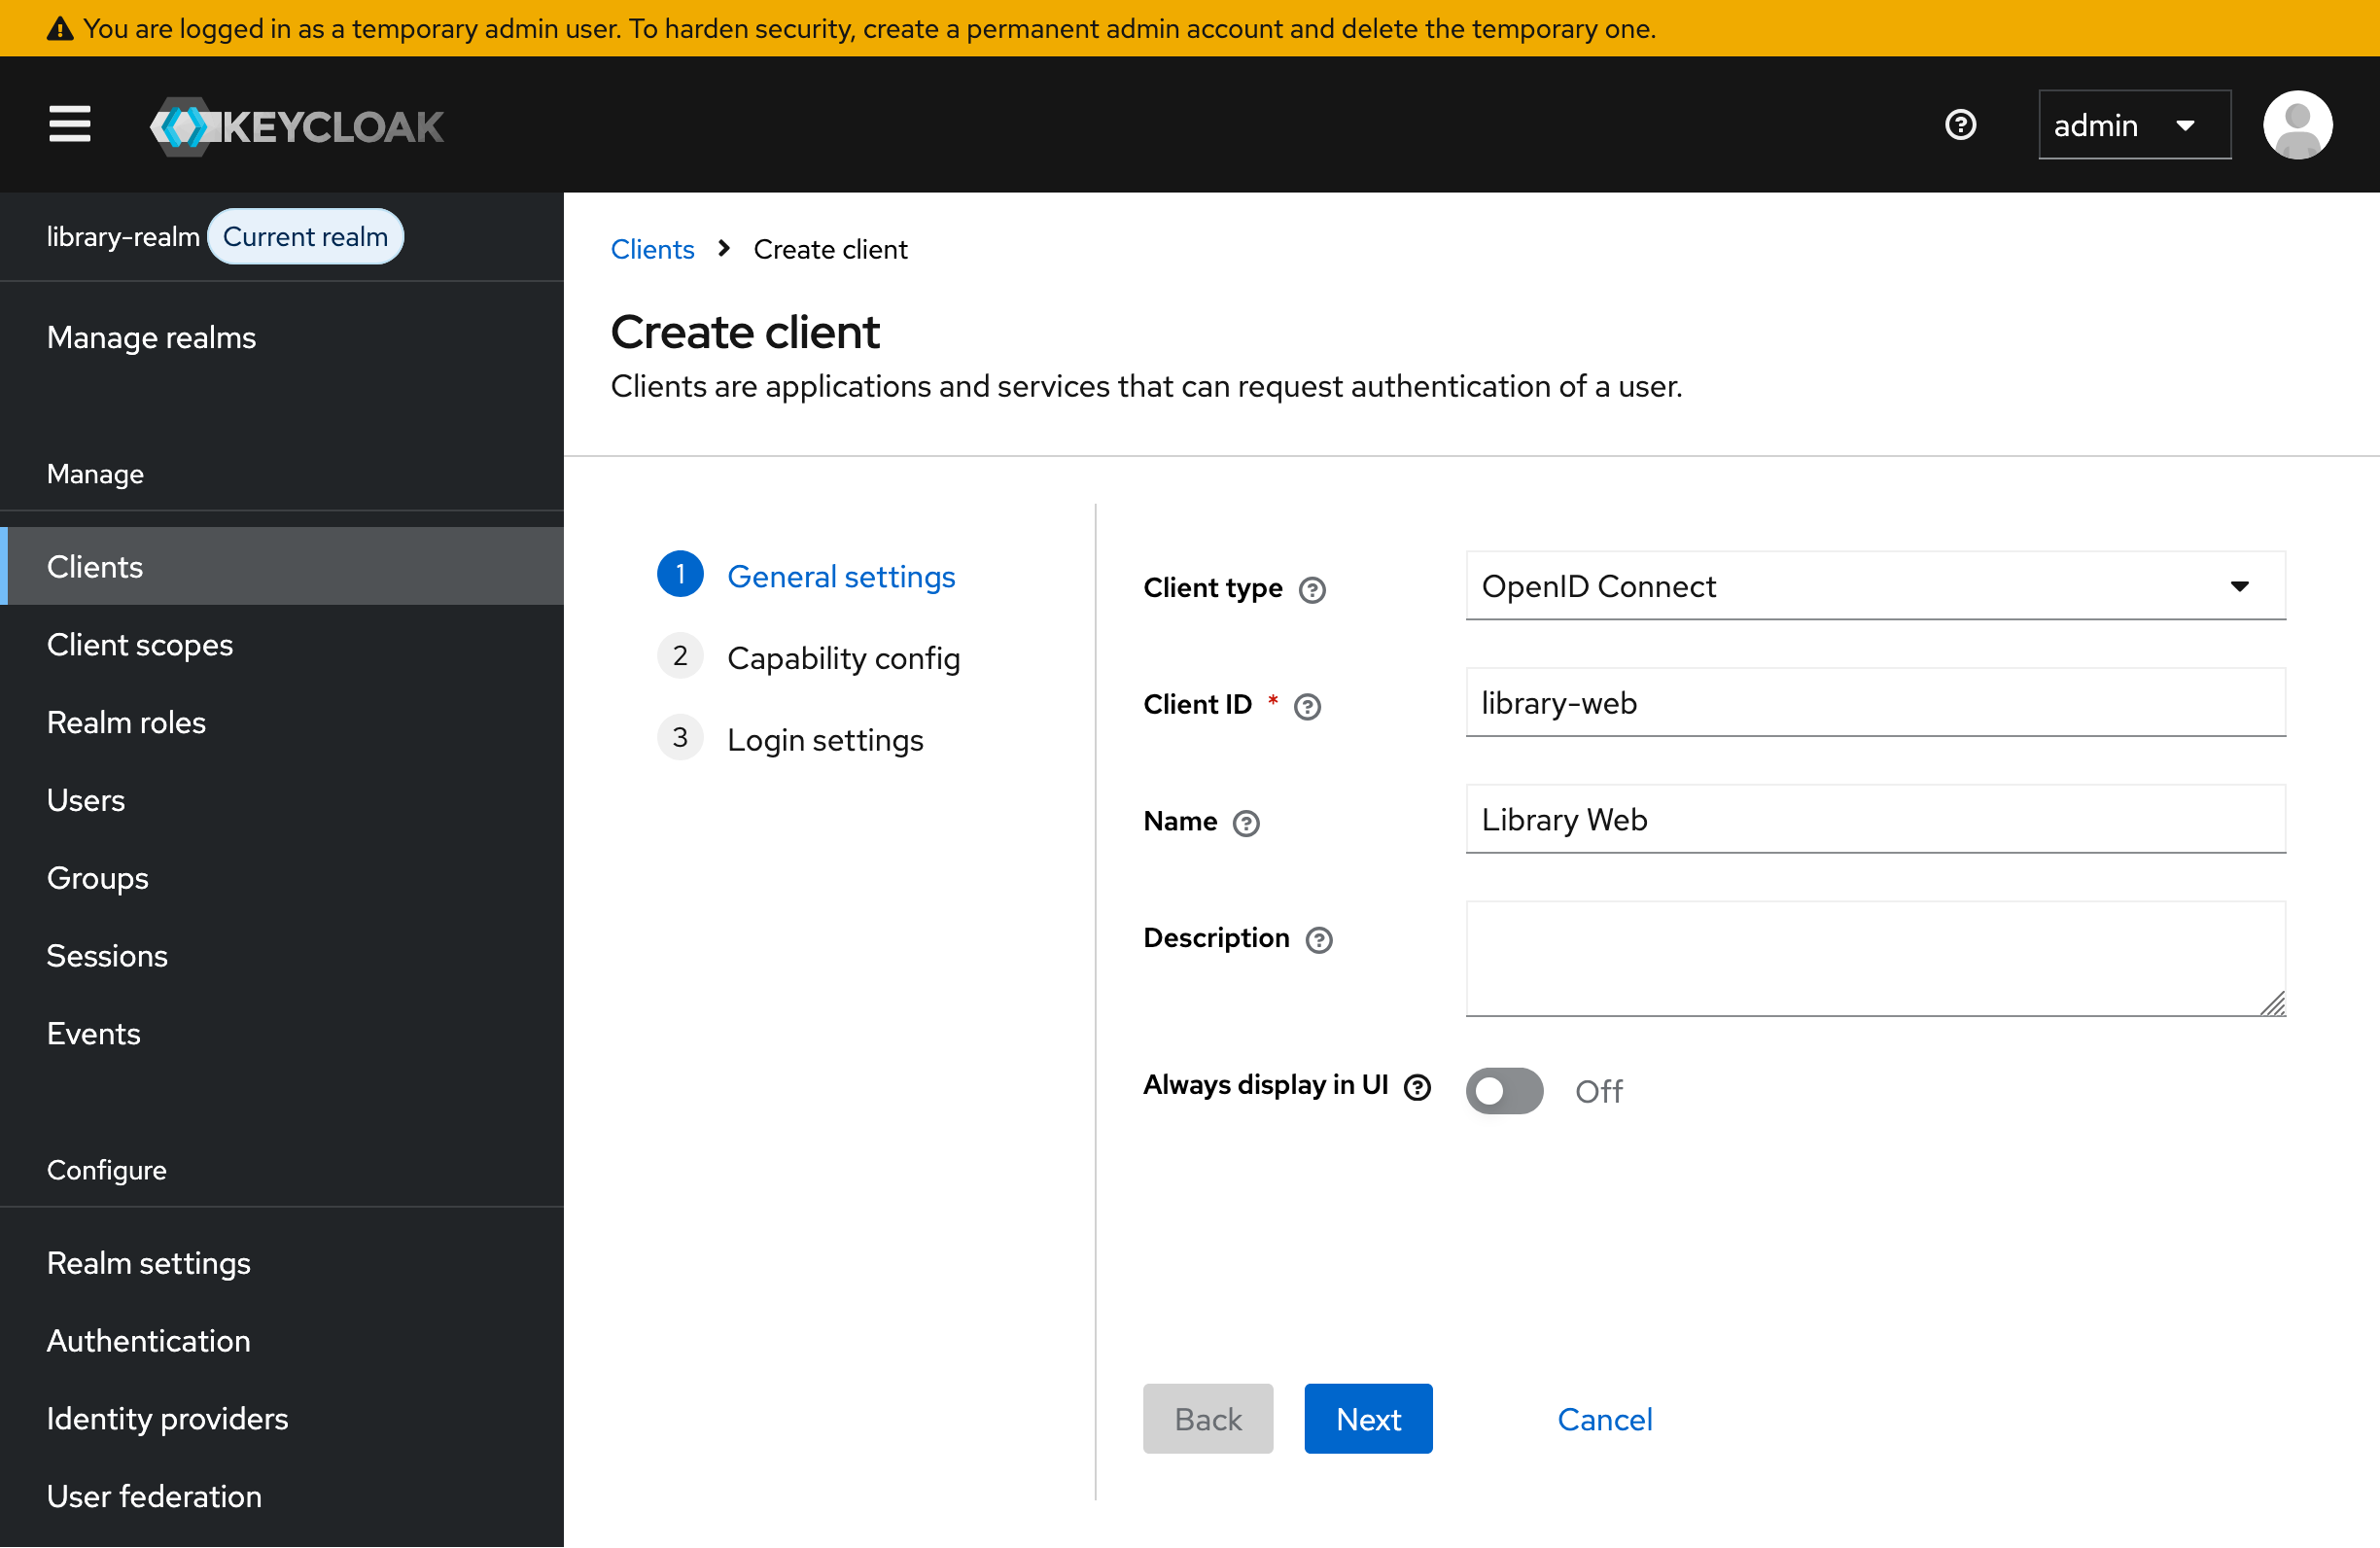 You are logged in as a temporary admin user. To harden security, create a permanent admin account and delete the temporary one.
KEYCLOAK
admin
library-realm Current realm
Manage realms
Manage
Clients
Client scopes
Realm roles
Users
Groups
Sessions
Events
Configure
Realm settings
Authentication
Identity providers
User federation
Clients Create client
Create client
Clients are applications and services that can request authentication of a user.
1 General settings
2 Capability config
3 Login settings
Client type OpenID Connect
Client ID * library-web
Name Library Web
Description
Always display in UI Off
Back Next Cancel